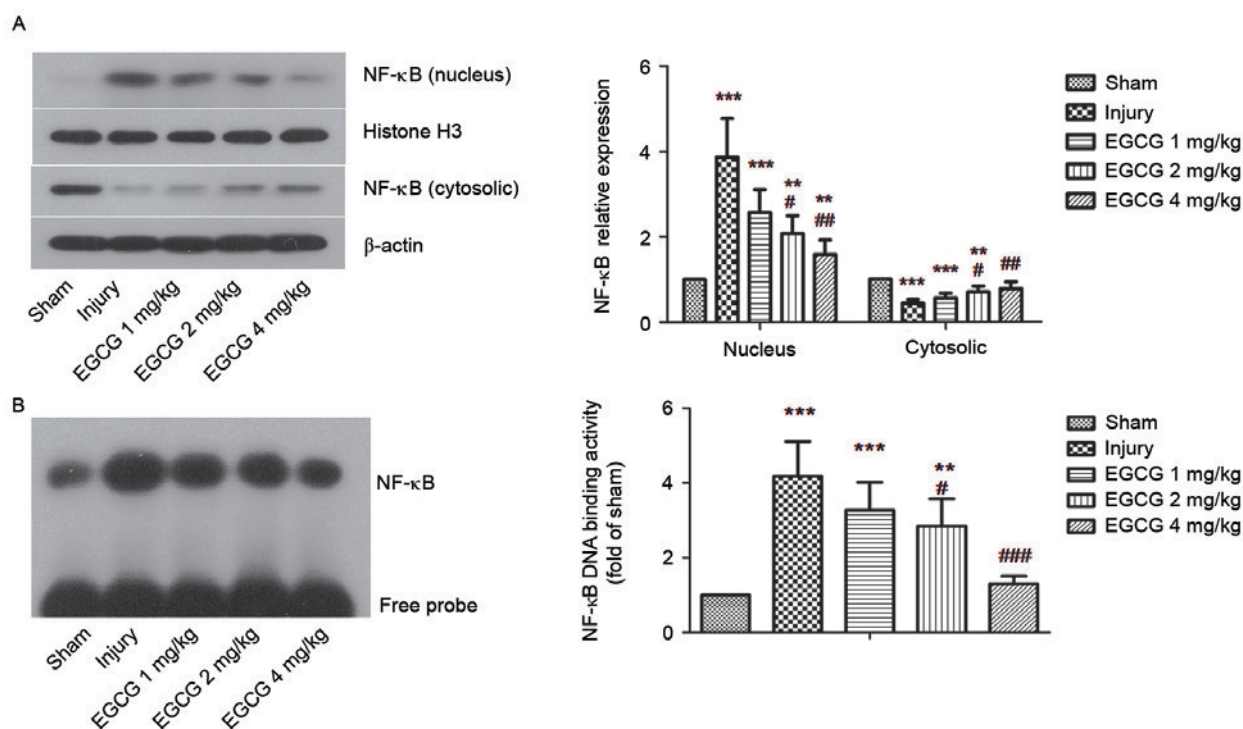 A
NF-κB (nucleus)
Histone H3
NF-κB (cytosolic)
β-actin
Sham
Injury
EGCG 1 mg/kg
EGCG 2 mg/kg
EGCG 4 mg/kg
NF-κB relative expression
8
6
4
2
0
***
***
**
#
**
##
***
***
**
#
##
Nucleus
Cytosolic
Sham
Injury
EGCG 1 mg/kg
EGCG 2 mg/kg
EGCG 4 mg/kg
B
NF-κB
Free probe
Sham
Injury
EGCG 1 mg/kg
EGCG 2 mg/kg
EGCG 4 mg/kg
NF-κB DNA binding activity
(fold of sham)
6
4
2
0
***
***
**
#
###
Sham
Injury
EGCG 1 mg/kg
EGCG 2 mg/kg
EGCG 4 mg/kg